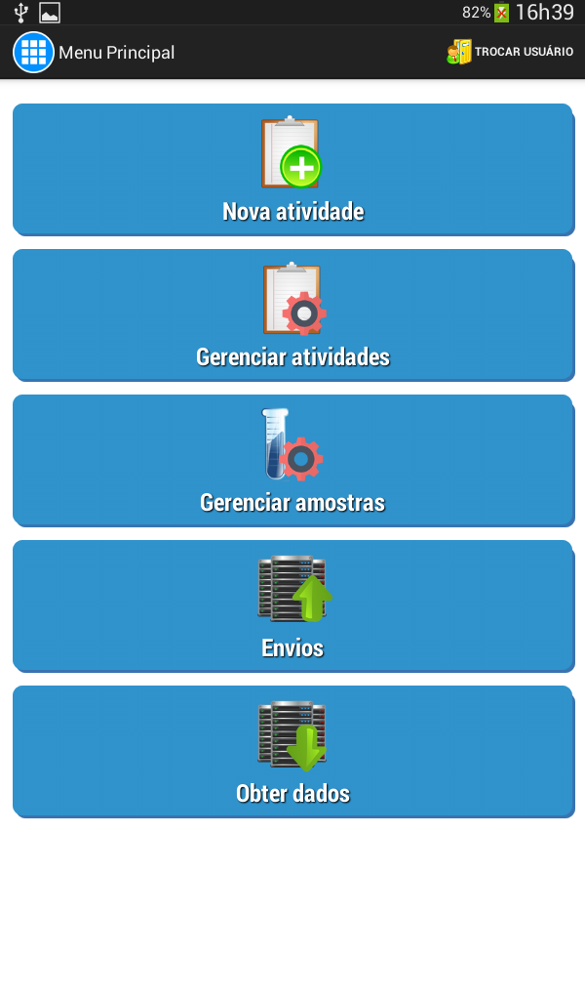 82% 16h39
Menu Principal TROCAR USUÁRIO
Nova atividade
Gerenciar atividades
Gerenciar amostras
Envios
Obter dados